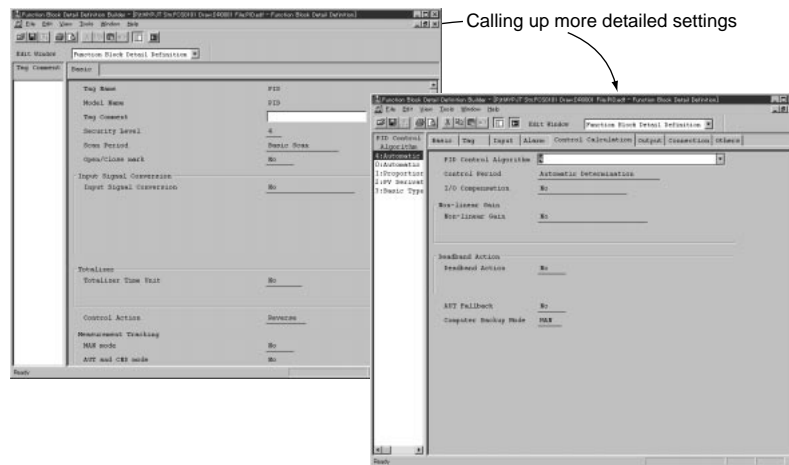 Calling up more detailed settings
Function Block Detail Definition Builder
File Edit View Tools Window Help
Edit Window Function Block Detail Definition
Tag Comment
Basic
Tag Name PID
Model Name PID
Tag Comment
Security Level 4
Scan Period Basic Scan
Open/Close mark No
Input Signal Conversion
Input Signal Conversion No
Totalizer
Totalizer Time Unit No
Control Action Reverse
Measurement Tracking
MAN mode No
AUT and CAS mode No
Ready
Function Block Detail Definition Builder
File Edit View Tools Window Help
Edit Window Function Block Detail Definition
PID Control Algorithm
Basic Tag Input Alarm Control Calculation Output Connection Others
4:Automatic
0:Automatic
1:Proportion
2:PV Derivat
3:Basic Type
PID Control Algorithm
Control Period Automatic Determination
I/O Compensation No
Non-linear Gain
Non-linear Gain No
Deadband Action
Deadband Action No
AUT Fallback No
Computer Backup Mode MAN
Ready